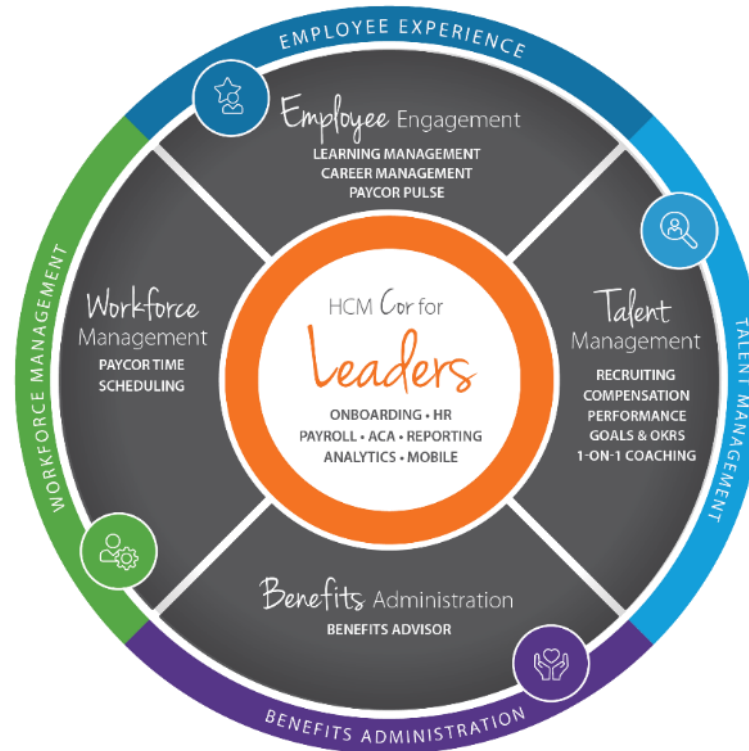 EMPLOYEE EXPERIENCE
Employee Engagement
LEARNING MANAGEMENT
CAREER MANAGEMENT
PAYCOR PULSE
WORKFORCE MANAGEMENT
Workforce
Management
PAYCOR TIME
SCHEDULING
HCM Cor for
Leaders
ONBOARDING • HR
PAYROLL • ACA • REPORTING
ANALYTICS • MOBILE
Talent
Management
RECRUITING
COMPENSATION
PERFORMANCE
GOALS & OKRS
1-ON-1 COACHING
TALENT MANAGEMENT
Benefits Administration
BENEFITS ADVISOR
BENEFITS ADMINISTRATION